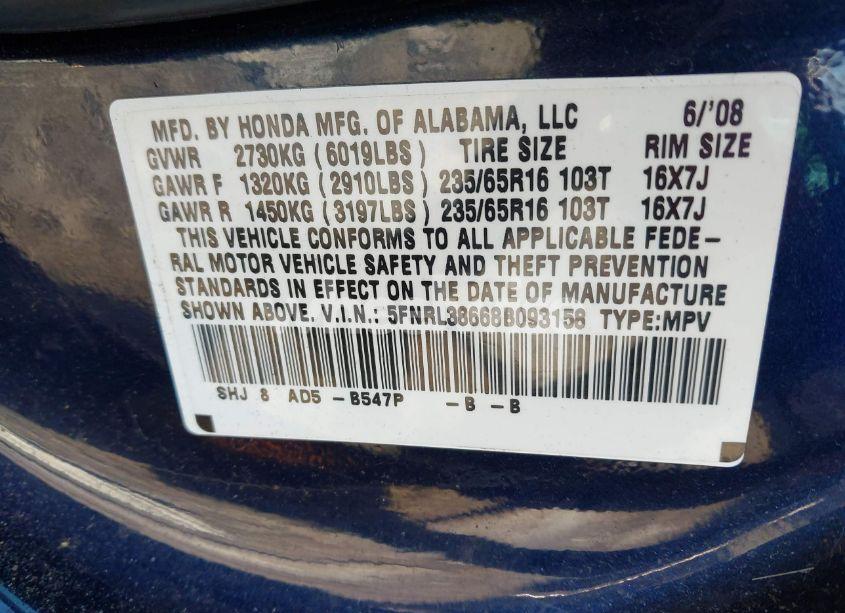 MFD. BY HONDA MFG. OF ALABAMA, LLC 6/'08
GVWR 2730KG (6019LBS) TIRE SIZE RIM SIZE
GAWR F 1320KG (2910LBS) 235/65R16 103T 16X7J
GAWR R 1450KG (3197LBS) 235/65R16 103T 16X7J
THIS VEHICLE CONFORMS TO ALL APPLICABLE FEDE-
RAL MOTOR VEHICLE SAFETY AND THEFT PREVENTION
STANDARDS IN EFFECT ON THE DATE OF MANUFACTURE
SHOWN ABOVE. V.I.N.: 5FNRL38668B093158 TYPE:MPV
SHJ 8 AD5 -B547P -B -B